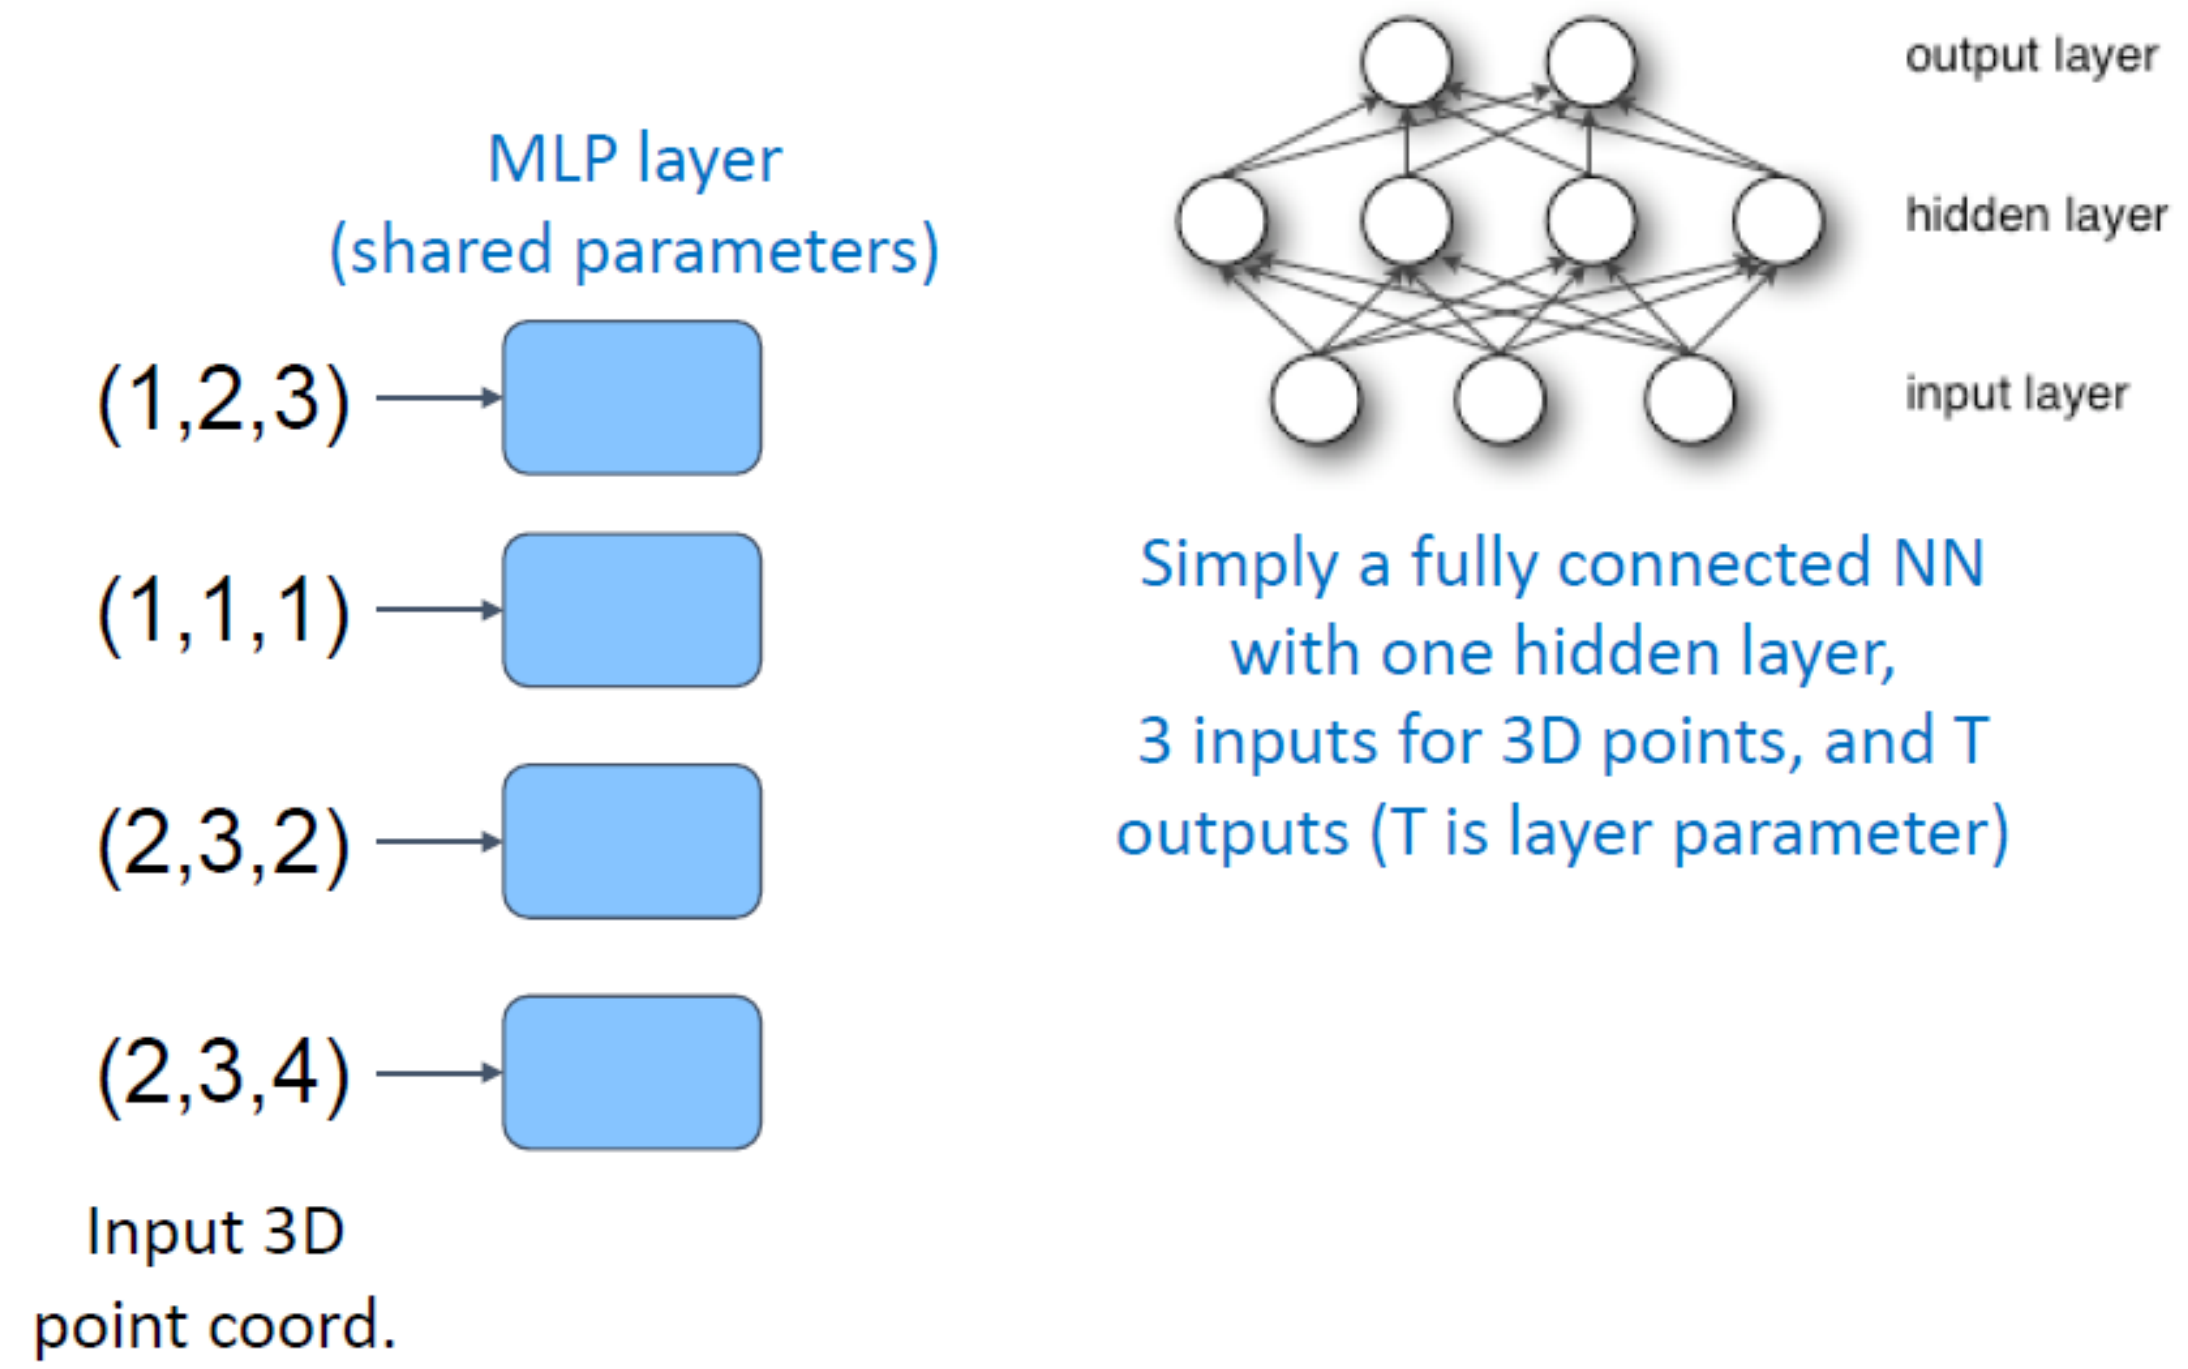 MLP layer
(shared parameters)
(1,2,3)
(1,1,1)
(2,3,2)
(2,3,4)
Input 3D
point coord.
output layer
hidden layer
input layer
Simply a fully connected NN
with one hidden layer,
3 inputs for 3D points, and T
outputs (T is layer parameter)